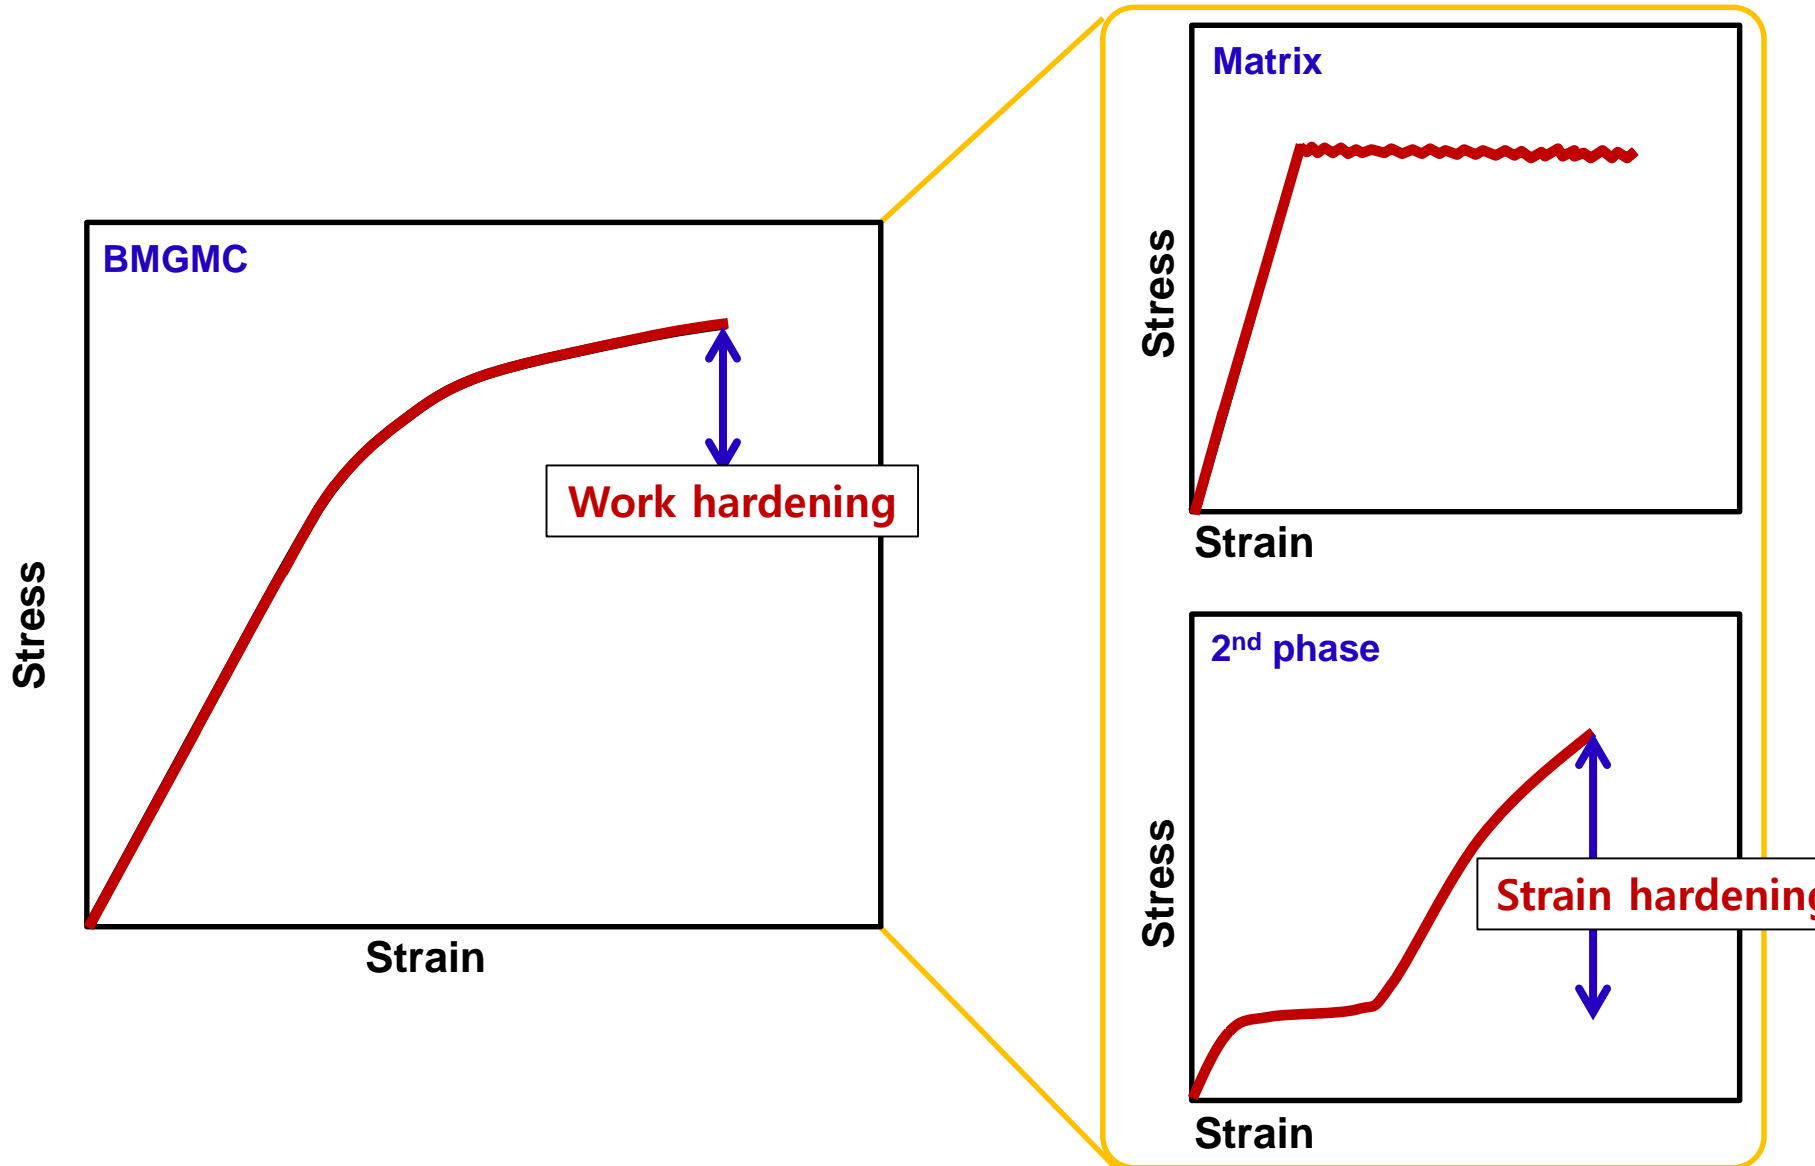 BMGMC
Work hardening
Stress
Strain
Matrix
Stress
Strain
2nd phase
Strain hardening
Stress
Strain